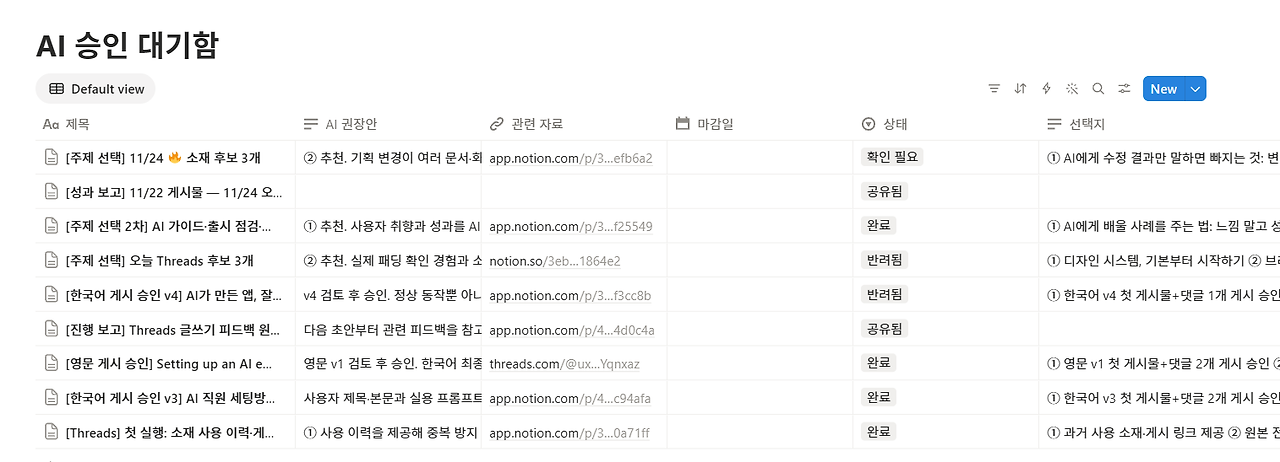 AI 승인 대기함
Default view
New
Aa 제목 AI 권장안 관련 자료 마감일 상태 선택지
[주제 선택] 11/24 🔥 소재 후보 3개 ② 추천. 기획 변경이 여러 문서·화 app.notion.com/p/3...efb6a2 확인 필요 ① AI에게 수정 결과만 말하면 빠지는 것: 변
[성과 보고] 11/22 게시물 — 11/24 오... 공유됨
[주제 선택 2차] AI 가이드·출시 점검·... ① 추천. 사용자 취향과 성과를 AI app.notion.com/p/3...f25549 완료 ① AI에게 배울 사례를 주는 법: 느낌 말고 성
[주제 선택] 오늘 Threads 후보 3개 ② 추천. 실제 패딩 확인 경험과 소 notion.so/3eb...1864e2 반려됨 ① 디자인 시스템, 기본부터 시작하기 ② 브
[한국어 게시 승인 v4] AI가 만든 앱, 잘... v4 검토 후 승인. 정상 동작뿐 아니 app.notion.com/p/3...f3cc8b 반려됨 ① 한국어 v4 첫 게시물+댓글 1개 게시 승인
[진행 보고] Threads 글쓰기 피드백 원... 다음 초안부터 관련 피드백을 참고 app.notion.com/p/4...4d0c4a 공유됨
[영문 게시 승인] Setting up an AI e... 영문 v1 검토 후 승인. 한국어 최종 threads.com/@ux...Yqnxaz 완료 ① 영문 v1 첫 게시물+댓글 2개 게시 승인 ②
[한국어 게시 승인 v3] AI 직원 세팅방... 사용자 제목·본문과 실용 프롬프트 app.notion.com/p/4...c94afa 완료 ① 한국어 v3 첫 게시물+댓글 2개 게시 승인
[Threads] 첫 실행: 소재 사용 이력·게... ① 사용 이력을 제공해 중복 방지 app.notion.com/p/3...0a71ff 완료 ① 과거 사용 소재·게시 링크 제공 ② 원본 전